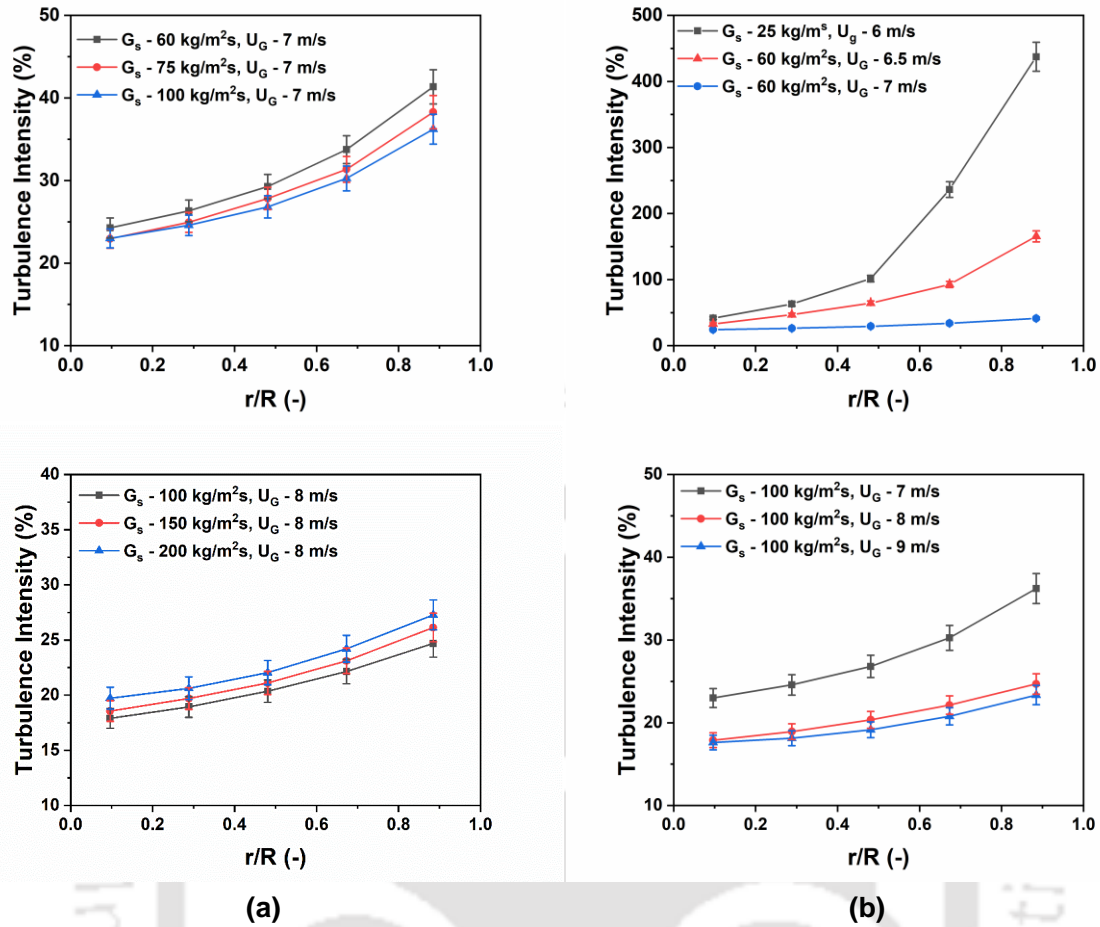 Gs - 60 kg/m²s, UG - 7 m/s
Gs - 75 kg/m²s, UG - 7 m/s
Gs - 100 kg/m²s, UG - 7 m/s
Turbulence Intensity (%)
50
40
30
20
10
0.0 0.2 0.4 0.6 0.8 1.0
r/R (-)
Gs - 25 kg/mˢ, Ug - 6 m/s
Gs - 60 kg/m²s, UG - 6.5 m/s
Gs - 60 kg/m²s, UG - 7 m/s
Turbulence Intensity (%)
500
400
300
200
100
0
0.0 0.2 0.4 0.6 0.8 1.0
r/R (-)
Gs - 100 kg/m²s, UG - 8 m/s
Gs - 150 kg/m²s, UG - 8 m/s
Gs - 200 kg/m²s, UG - 8 m/s
Turbulence Intensity (%)
40
35
30
25
20
17.5
15
12.5
10
0.0 0.2 0.4 0.6 0.8 1.0
r/R (-)
Gs - 100 kg/m²s, UG - 7 m/s
Gs - 100 kg/m²s, UG - 8 m/s
Gs - 100 kg/m²s, UG - 9 m/s
Turbulence Intensity (%)
50
40
30
20
10
0.0 0.2 0.4 0.6 0.8 1.0
r/R (-)
(a)
(b)